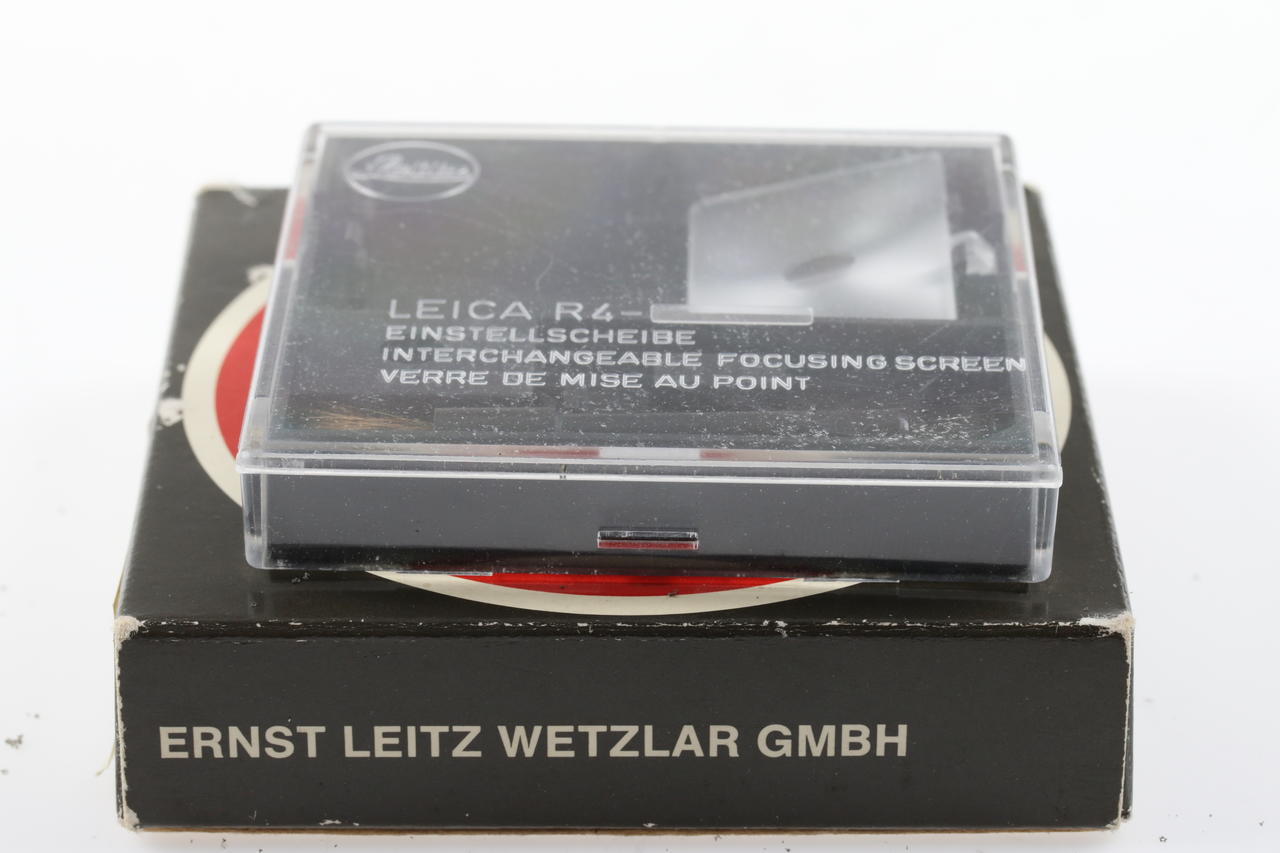 LEICA R4-
EINSTELLSCHEIBE
INTERCHANGEABLE FOCUSING SCREEN
VERRE DE MISE AU POINT
ERNST LEITZ WETZLAR GMBH